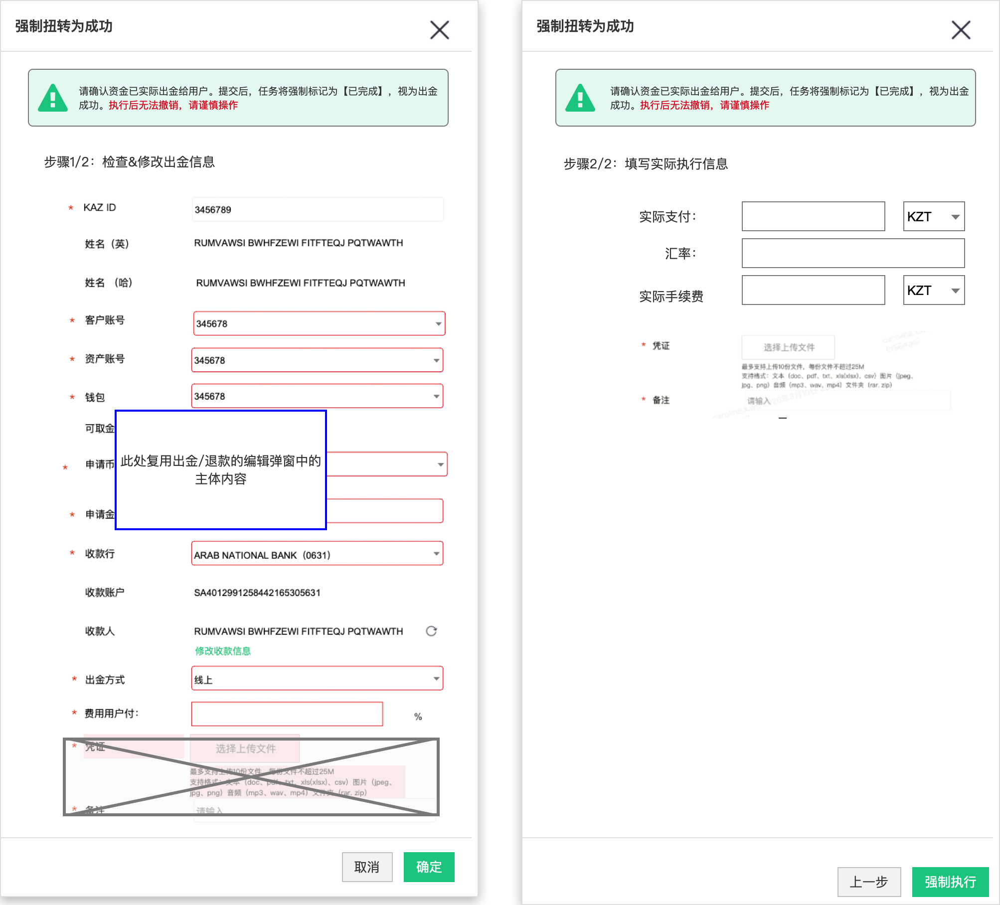 强制扭转为成功
请确认资金已实际出金给用户。提交后，任务将强制标记为【已完成】，视为出金
成功。执行后无法撤销，请谨慎操作
步骤1/2：检查&修改出金信息
* KAZ ID 3456789
姓名（英） RUMVAWSI BWHFZEWI FITFTEQJ PQTWAWTH
姓名 （哈） RUMVAWSI BWHFZEWI FITFTEQJ PQTWAWTH
* 客户账号 345678
* 资产账号 345678
* 钱包 345678
可取金
* 申请币
此处复用出金/退款的编辑弹窗中的
主体内容
* 申请金
* 收款行 ARAB NATIONAL BANK（0631）
收款账户 SA4012991258442165305631
收款人 RUMVAWSI BWHFZEWI FITFTEQJ PQTWAWTH
修改收款信息
* 出金方式 线上
* 费用用户付： %
* 凭证 选择上传文件
最多支持上传10份文件，每份文件不超过25M
支持格式：文本（doc、pdf、txt、xls(xlsx)、csv）图片（jpeg、
jpg、png）音频（mp3、wav、mp4）文件夹（rar. zip）
* 备注 请输入
取消 确定
强制扭转为成功
请确认资金已实际出金给用户。提交后，任务将强制标记为【已完成】，视为出金
成功。执行后无法撤销，请谨慎操作
步骤2/2：填写实际执行信息
实际支付： KZT
汇率：
实际手续费 KZT
* 凭证 选择上传文件
最多支持上传10份文件，每份文件不超过25M
支持格式：文本（doc、pdf、txt、xls(xlsx)、csv）图片（jpeg、
jpg、png）音频（mp3、wav、mp4）文件夹（rar. zip）
* 备注 请输入
上一步 强制执行